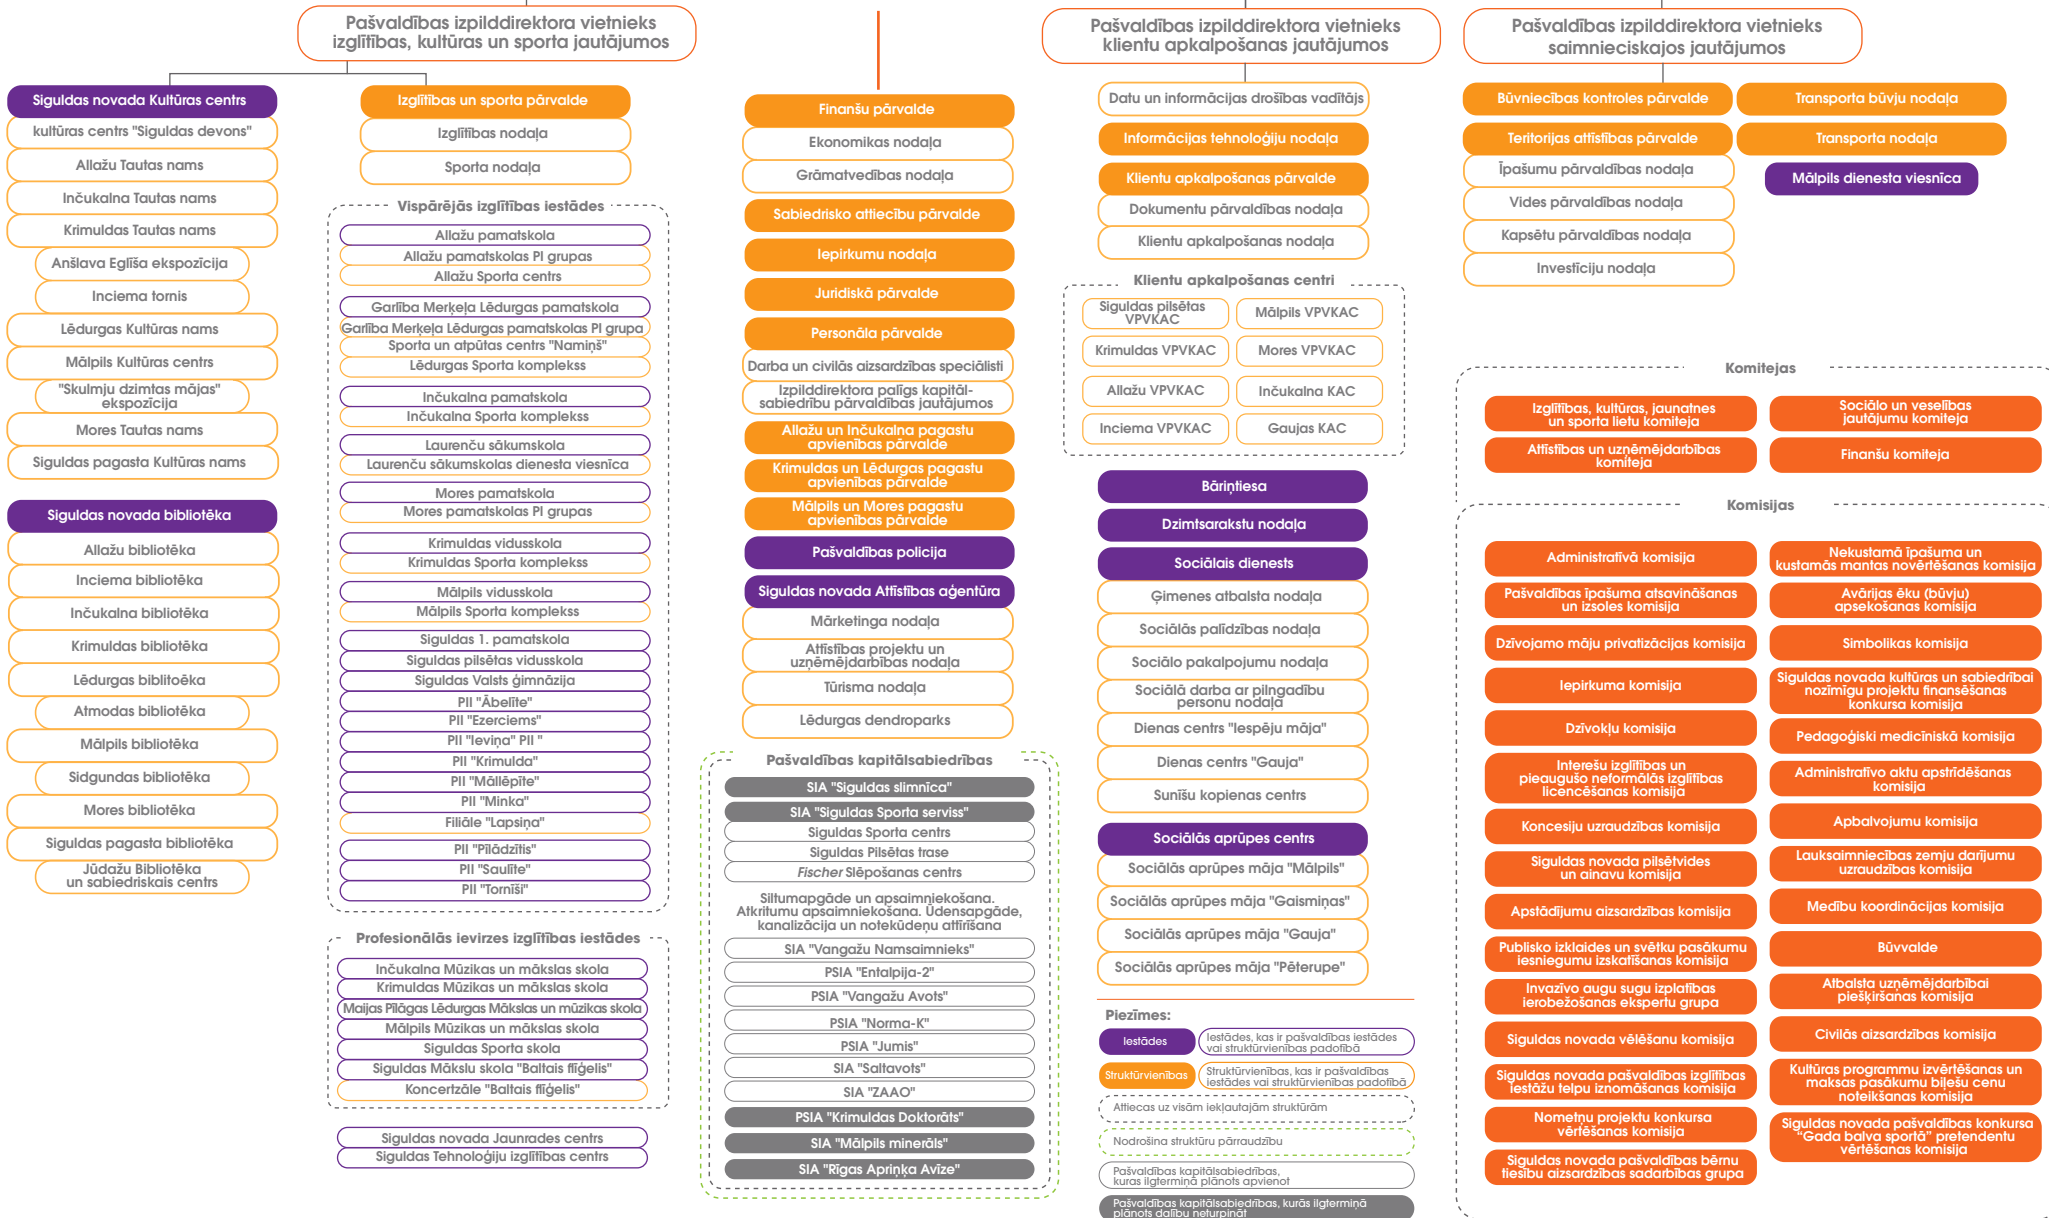 Pašvaldības izpilddirektora vietnieks
izglītības, kultūras un sporta jautājumos
Siguldas novada Kultūras centrs
kultūras centrs "Siguldas devons"
Allažu Tautas nams
Inčukalna Tautas nams
Krimuldas Tautas nams
Anšlava Eglīša ekspozīcija
Inciema tornis
Lēdurgas Kultūras nams
Mālpils Kultūras centrs
"Skulmju dzimtas mājas"
ekspozīcija
Mores Tautas nams
Siguldas pagasta Kultūras nams
Siguldas novada bibliotēka
Allažu bibliotēka
Inciema bibliotēka
Inčukalna bibliotēka
Krimuldas bibliotēka
Lēdurgas biblitoēka
Atmodas bibliotēka
Mālpils bibliotēka
Sidgundas bibliotēka
Mores bibliotēka
Siguldas pagasta bibliotēka
Jūdažu Bibliotēka
un sabiedriskais centrs
Izglītības un sporta pārvalde
Izglītības nodaļa
Sporta nodaļa
Vispārējās izglītības iestādes
Allažu pamatskola
Allažu pamatskolas PI grupas
Allažu Sporta centrs
Garlība Merķeļa Lēdurgas pamatskola
Garlība Merķeļa Lēdurgas pamatskolas PI grupa
Sporta un atpūtas centrs "Namiņš"
Lēdurgas Sporta komplekss
Inčukalna pamatskola
Inčukalna Sporta komplekss
Laurenču sākumskola
Laurenču sākumskolas dienesta viesnīca
Mores pamatskola
Mores pamatskolas PI grupas
Krimuldas vidusskola
Krimuldas Sporta komplekss
Mālpils vidusskola
Mālpils Sporta komplekss
Siguldas 1. pamatskola
Siguldas pilsētas vidusskola
Siguldas Valsts ģimnāzija
PII "Ābelīte"
PII "Ezerciems"
PII "Ieviņa" PII "
PII "Krimulda"
PII "Māllēpīte"
PII "Minka"
Filiāle "Lapsiņa"
PII "Pīlādzītis"
PII "Saulīte"
PII "Tornīši"
Profesionālās ievirzes izglītības iestādes
Inčukalna Mūzikas un mākslas skola
Krimuldas Mūzikas un mākslas skola
Maijas Pīlāgas Lēdurgas Mākslas un mūzikas skola
Mālpils Mūzikas un mākslas skola
Siguldas Sporta skola
Siguldas Mākslu skola "Baltais flīģelis"
Koncertzāle "Baltais flīģelis"
Siguldas novada Jaunrades centrs
Siguldas Tehnoloģiju izglītības centrs
Finanšu pārvalde
Ekonomikas nodaļa
Grāmatvedības nodaļa
Sabiedrisko attiecību pārvalde
Iepirkumu nodaļa
Juridiskā pārvalde
Personāla pārvalde
Darba un civilās aizsardzības speciālisti
Izpilddirektora palīgs kapitāl-
sabiedrību pārvaldības jautājumos
Allažu un Inčukalna pagastu
apvienības pārvalde
Krimuldas un Lēdurgas pagastu
apvienības pārvalde
Mālpils un Mores pagastu
apvienības pārvalde
Pašvaldības policija
Siguldas novada Attīstības aģentūra
Mārketinga nodaļa
Attīstības projektu un
uzņēmējdarbības nodaļa
Tūrisma nodaļa
Lēdurgas dendroparks
Pašvaldības kapitālsabiedrības
SIA "Siguldas slimnīca"
SIA "Siguldas Sporta serviss"
Siguldas Sporta centrs
Siguldas Pilsētas trase
Fischer Slēpošanas centrs
Siltumapgāde un apsaimniekošana.
Atkritumu apsaimniekošana. Ūdensapgāde,
kanalizācija un notekūdeņu attīrīšana
SIA "Vangažu Namsaimnieks"
PSIA "Entalpija-2"
PSIA "Vangažu Avots"
PSIA "Norma-K"
PSIA "Jumis"
SIA "Saltavots"
SIA "ZAAO"
PSIA "Krimuldas Doktorāts"
SIA "Mālpils minerāls"
SIA "Rīgas Apriņķa Avīze"
Pašvaldības izpilddirektora vietnieks
klientu apkalpošanas jautājumos
Datu un informācijas drošības vadītājs
Informācijas tehnoloģiju nodaļa
Klientu apkalpošanas pārvalde
Dokumentu pārvaldības nodaļa
Klientu apkalpošanas nodaļa
Klientu apkalpošanas centri
Siguldas pilsētas
VPVKAC
Mālpils VPVKAC
Krimuldas VPVKAC
Mores VPVKAC
Allažu VPVKAC
Inčukalna KAC
Inciema VPVKAC
Gaujas KAC
Bāriņtiesa
Dzimtsarakstu nodaļa
Sociālais dienests
Ģimenes atbalsta nodaļa
Sociālās palīdzības nodaļa
Sociālo pakalpojumu nodaļa
Sociālā darba ar pilngadību
personu nodaļa
Dienas centrs "Iespēju māja"
Dienas centrs "Gauja"
Sunīšu kopienas centrs
Sociālās aprūpes centrs
Sociālās aprūpes māja "Mālpils"
Sociālās aprūpes māja "Gaismiņas"
Sociālās aprūpes māja "Gauja"
Sociālās aprūpes māja "Pēterupe"
Piezīmes:
Iestādes
Iestādes, kas ir pašvaldības iestādes
vai struktūrvienības padotībā
Struktūrvienības
Struktūrvienības, kas ir pašvaldības
iestādes vai struktūrvienības padotībā
Attiecas uz visām iekļautajām struktūrām
Nodrošina struktūru pārraudzību
Pašvaldības kapitālsabiedrības,
kuras ilgtermiņā plānots apvienot
Pašvaldības kapitālsabiedrības, kurās ilgtermiņā
plānots dalību neturpināt
Pašvaldības izpilddirektora vietnieks
saimnieciskajos jautājumos
Būvniecības kontroles pārvalde
Teritorijas attīstības pārvalde
Īpašumu pārvaldības nodaļa
Vides pārvaldības nodaļa
Kapsētu pārvaldības nodaļa
Investīciju nodaļa
Transporta būvju nodaļa
Transporta nodaļa
Mālpils dienesta viesnīca
Komitejas
Izglītības, kultūras, jaunatnes
un sporta lietu komiteja
Sociālo un veselības
jautājumu komiteja
Attīstības un uzņēmējdarbības
komiteja
Finanšu komiteja
Komisijas
Administratīvā komisija
Pašvaldības īpašuma atsavināšanas
un izsoles komisija
Dzīvojamo māju privatizācijas komisija
Iepirkuma komisija
Dzīvokļu komisija
Interešu izglītības un
pieaugušo neformālās izglītības
licencēšanas komisija
Koncesiju uzraudzības komisija
Siguldas novada pilsētvides
un ainavu komisija
Apstādījumu aizsardzības komisija
Publisko izklaides un svētku pasākumu
iesniegumu izskatīšanas komisija
Invazīvo augu sugu izplatības
ierobežošanas ekspertu grupa
Siguldas novada vēlēšanu komisija
Siguldas novada pašvaldības izglītības
iestāžu telpu iznomāšanas komisija
Nometņu projektu konkursa
vērtēšanas komisija
Siguldas novada pašvaldības bērnu
tiesību aizsardzības sadarbības grupa
Nekustamā īpašuma un
kustamās mantas novērtēšanas komisija
Avārijas ēku (būvju)
apsekošanas komisija
Simbolikas komisija
Siguldas novada kultūras un sabiedrībai
nozīmīgu projektu finansēšanas
konkursa komisija
Pedagoģiski medicīniskā komisija
Administratīvo aktu apstrīdēšanas
komisija
Apbalvojumu komisija
Lauksaimniecības zemju darījumu
uzraudzības komisija
Medību koordinācijas komisija
Būvvalde
Atbalsta uzņēmējdarbībai
piešķiršanas komisija
Civilās aizsardzības komisija
Kultūras programmu izvērtēšanas un
maksas pasākumu biļešu cenu
noteikšanas komisija
Siguldas novada pašvaldības konkursa
"Gada balva sportā" pretendentu
vērtēšanas komisija